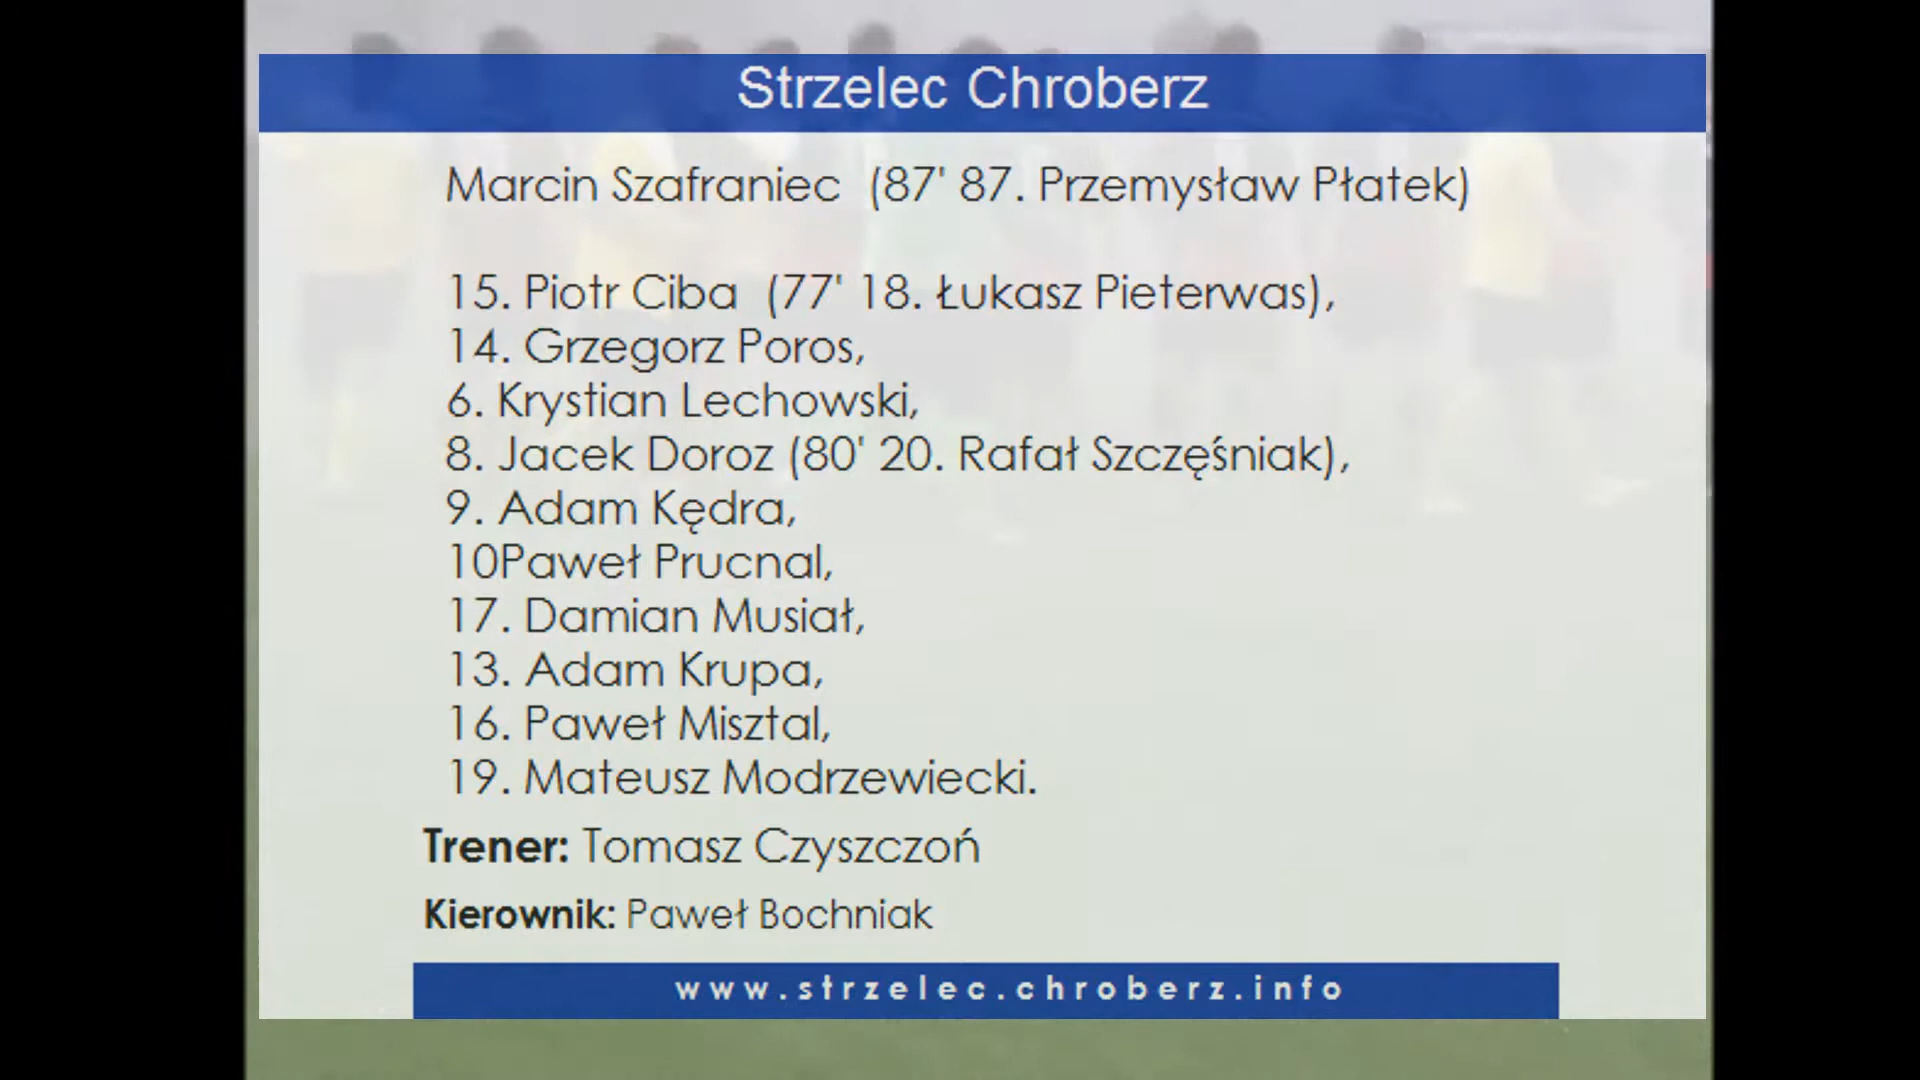 Strzelec Chroberz
Marcin Szafraniec (87' 87. Przemysław Płatek)
15. Piotr Ciba (77' 18. Łukasz Pieterwas),
14. Grzegorz Poros,
6. Krystian Lechowski,
8. Jacek Doroz (80' 20. Rafał Szczęśniak),
9. Adam Kędra,
10Paweł Prucnal,
17. Damian Musiał,
13. Adam Krupa,
16. Paweł Misztal,
19. Mateusz Modrzewiecki.
Trener: Tomasz Czyszczoń
Kierownik: Paweł Bochniak
www.strzelec.chroberz.info